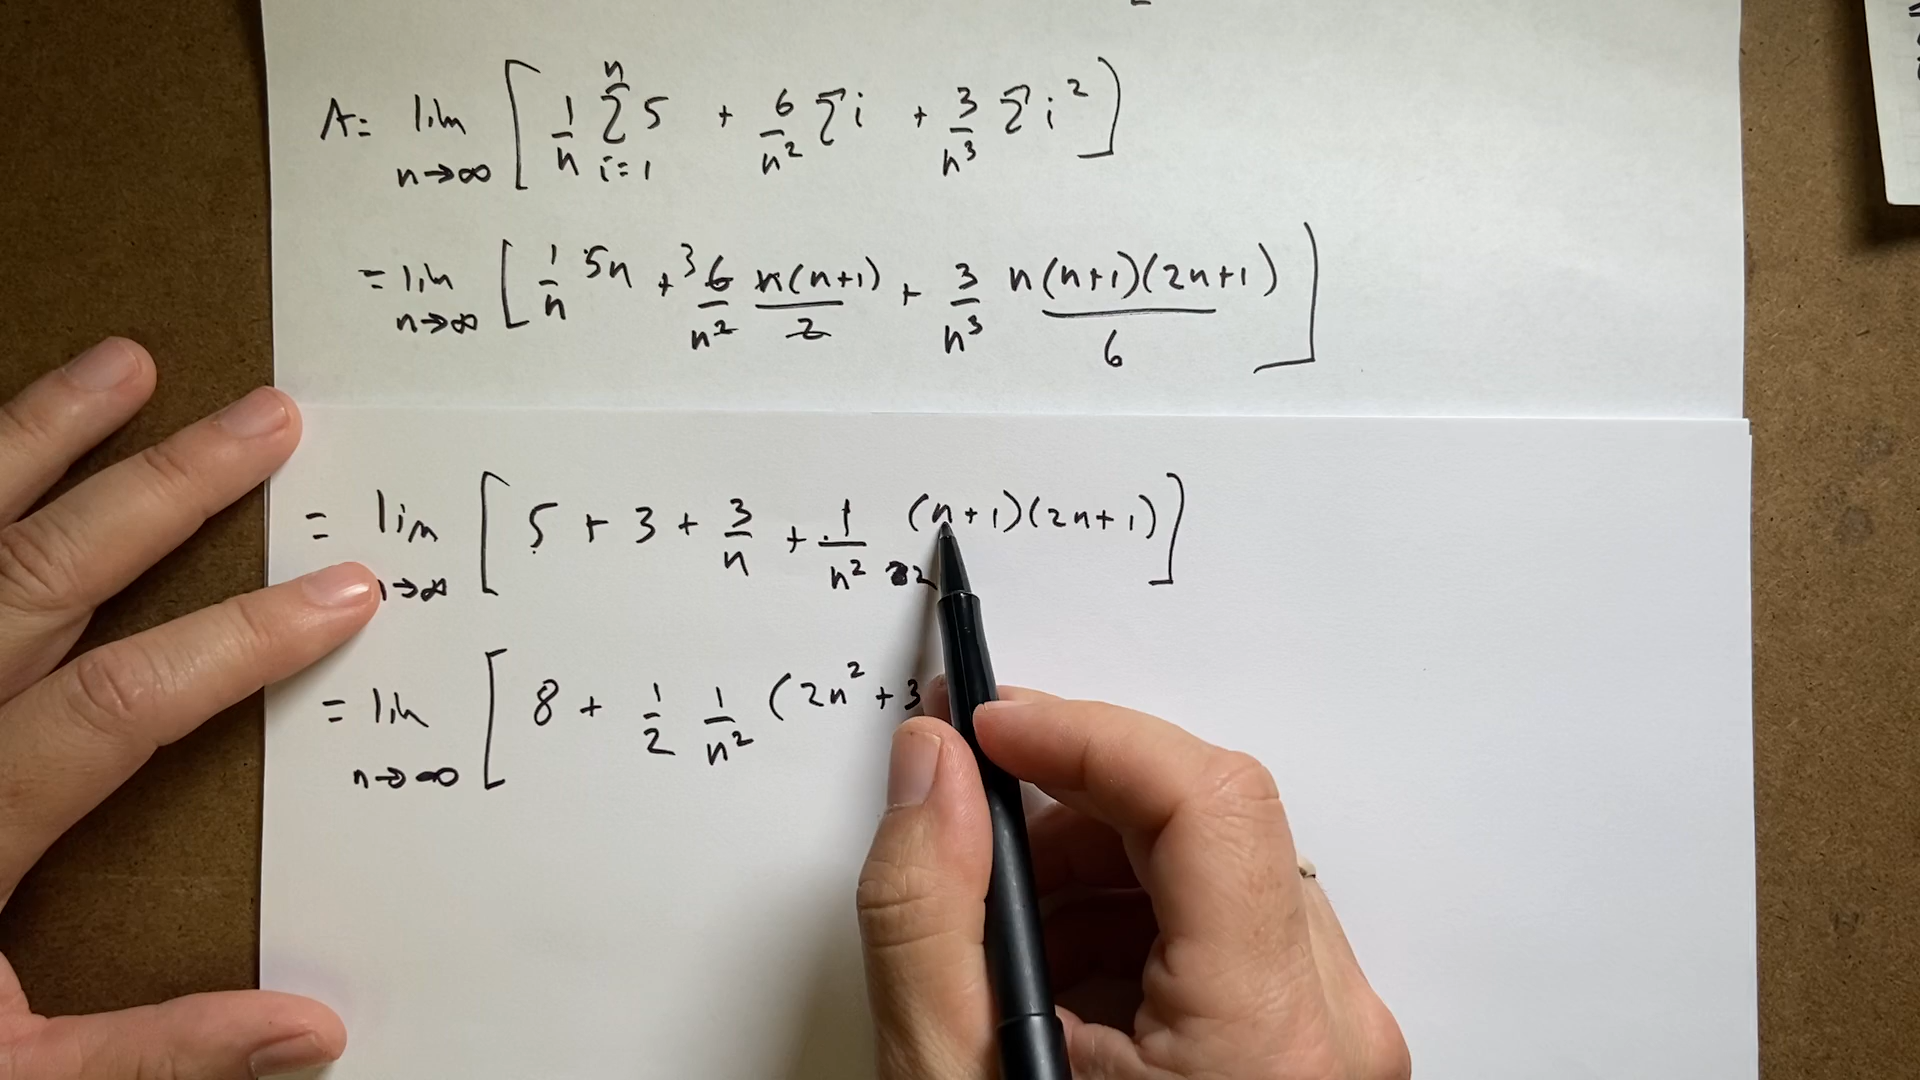 A = lim n→∞ [ 1/n n∑i=1 5 + 6/n² ∑i + 3/n³ ∑i² ]
= lim n→∞ [ 1/n 5n + 3 6/n² n(n+1)/2 + 3/n³ n(n+1)(2n+1)/6 ]
= lim n→∞ [ 5 + 3 + 3/n + 1/n² (n+1)(2n+1)/2 ]
= lim n→∞ [ 8 + 1/2 1/n² (2n² + 3